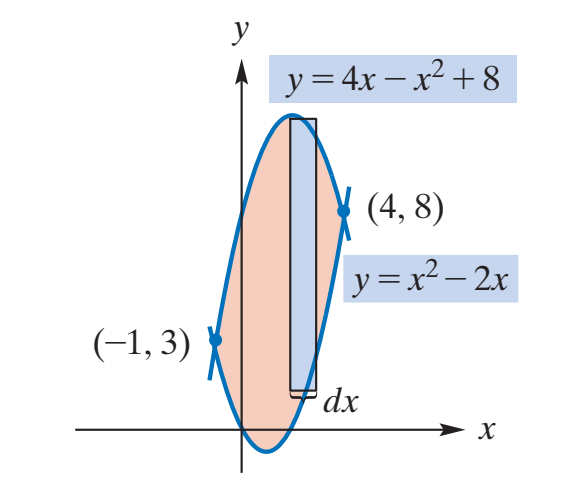 y
y = 4x − x² + 8
(4, 8)
y = x² − 2x
(−1, 3)
dx
x